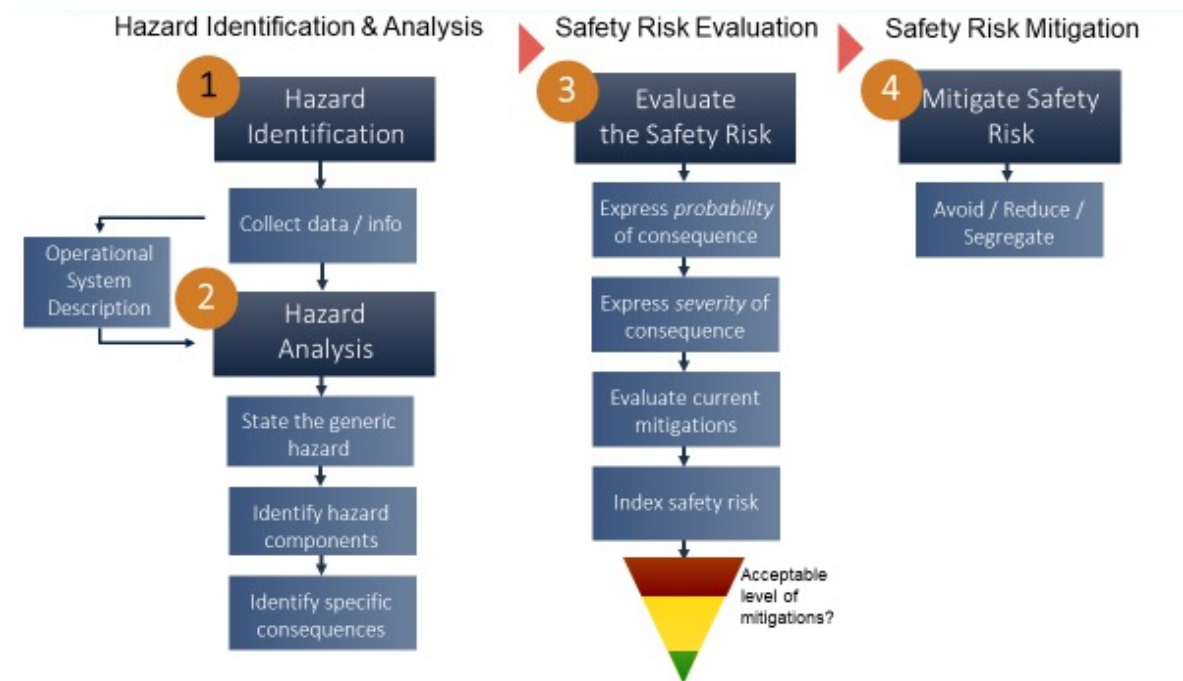 Hazard Identification & Analysis
1
Hazard
Identification
Collect data / info
Operational
System
Description
2
Hazard
Analysis
State the generic
hazard
Identify hazard
components
Identify specific
consequences
Safety Risk Evaluation
3
Evaluate
the Safety Risk
Express probability
of consequence
Express severity of
consequence
Evaluate current
mitigations
Index safety risk
Acceptable
level of
mitigations?
Safety Risk Mitigation
4
Mitigate Safety
Risk
Avoid / Reduce /
Segregate